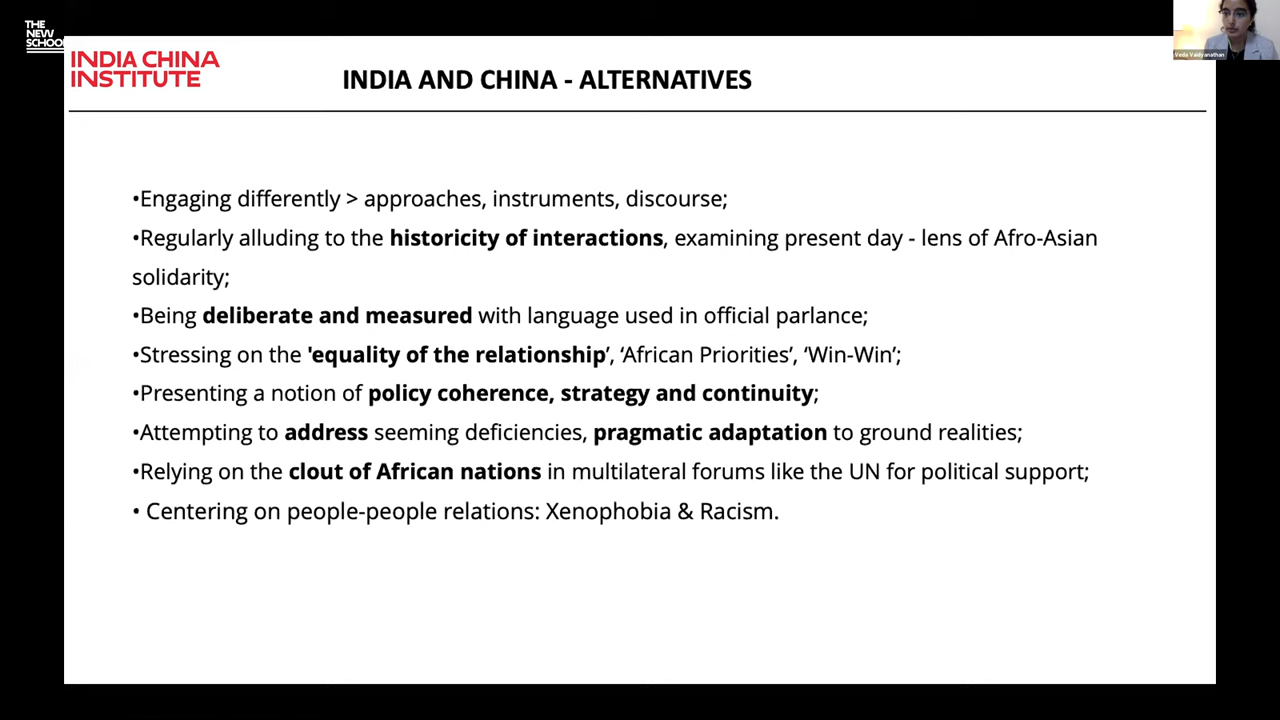 THE
NEW
SCHOOL
INDIA CHINA
INSTITUTE
INDIA AND CHINA - ALTERNATIVES
Veda Vaidyanathan
•Engaging differently > approaches, instruments, discourse;
•Regularly alluding to the historicity of interactions, examining present day - lens of Afro-Asian
solidarity;
•Being deliberate and measured with language used in official parlance;
•Stressing on the 'equality of the relationship’, ‘African Priorities’, ‘Win-Win’;
•Presenting a notion of policy coherence, strategy and continuity;
•Attempting to address seeming deficiencies, pragmatic adaptation to ground realities;
•Relying on the clout of African nations in multilateral forums like the UN for political support;
• Centering on people-people relations: Xenophobia & Racism.